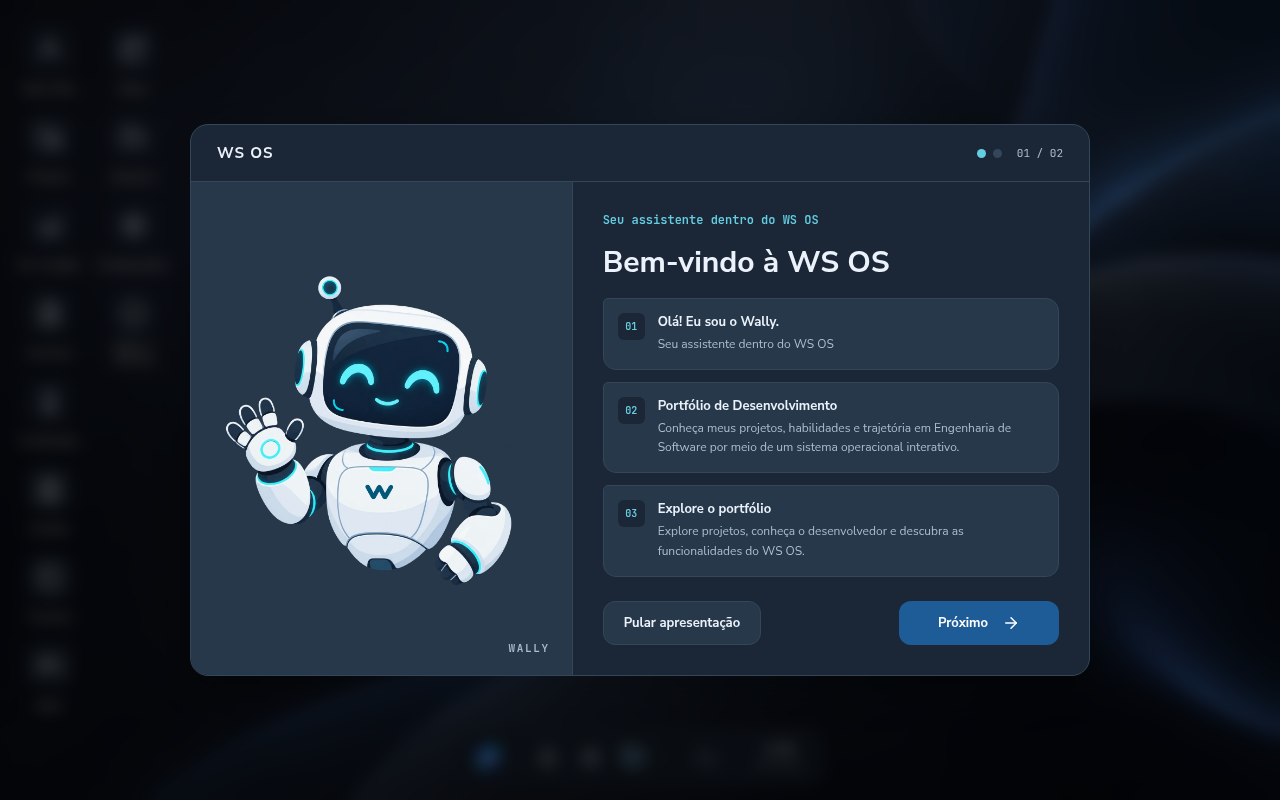 WS OS
01 / 02
Seu assistente dentro do WS OS
Bem-vindo à WS OS
01
Olá! Eu sou o Wally.
Seu assistente dentro do WS OS
02
Portfólio de Desenvolvimento
Conheça meus projetos, habilidades e trajetória em Engenharia de
Software por meio de um sistema operacional interativo.
03
Explore o portfólio
Explore projetos, conheça o desenvolvedor e descubra as
funcionalidades do WS OS.
W
WALLY
Pular apresentação
Próximo